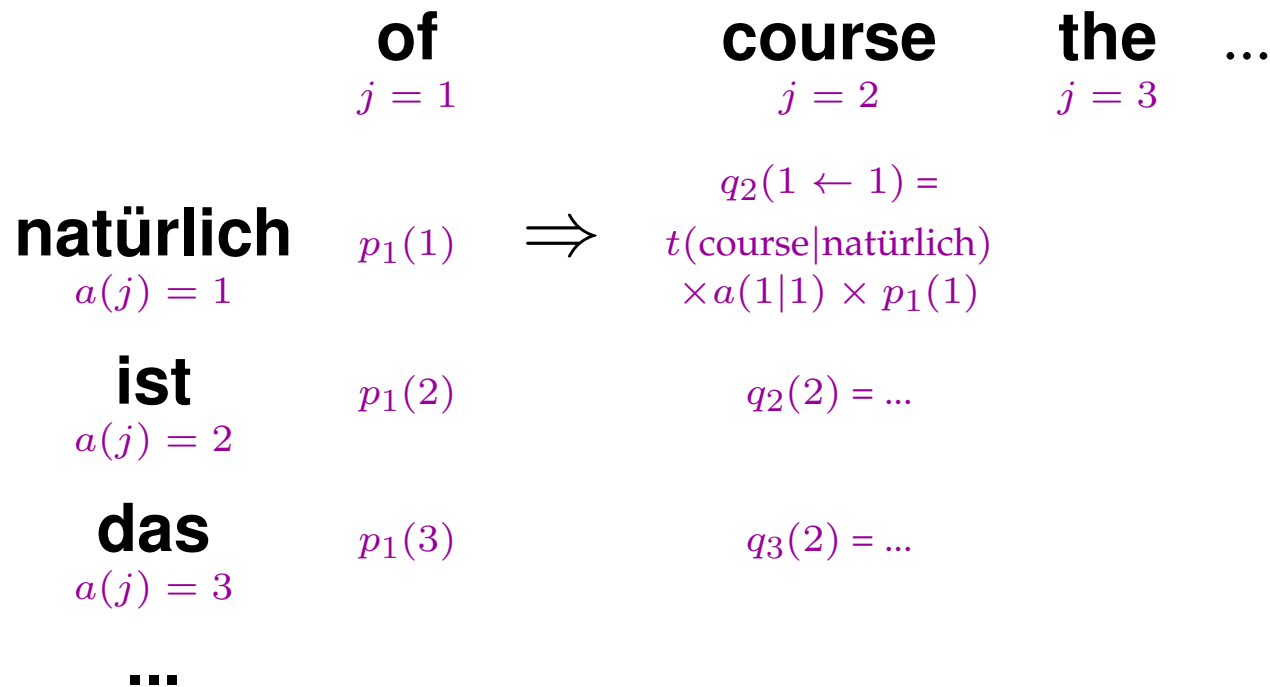 of course the ...
j = 1 j = 2 j = 3
q₂(1 ← 1) =
natürlich p₁(1) ⇒ t(course|natürlich)
a(j) = 1 ×a(1|1) × p₁(1)
ist p₁(2) q₂(2) = ...
a(j) = 2
das p₁(3) q₃(2) = ...
a(j) = 3
...